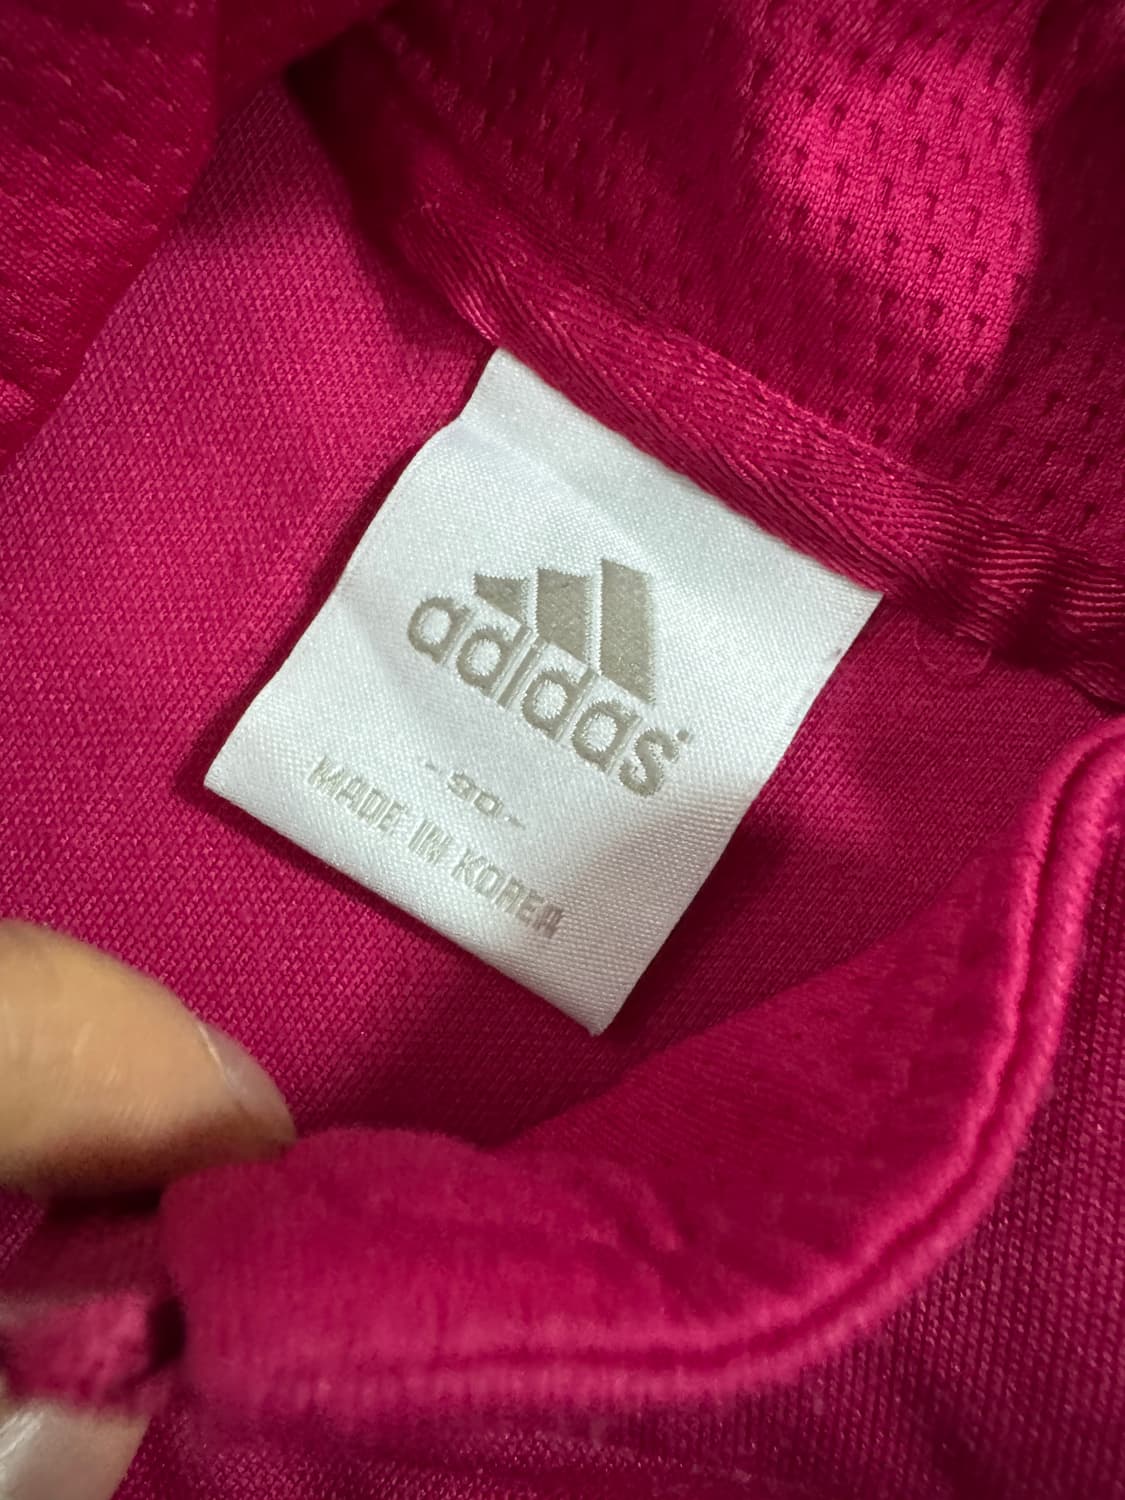 adidas
- 90 -
MADE IN KOREA